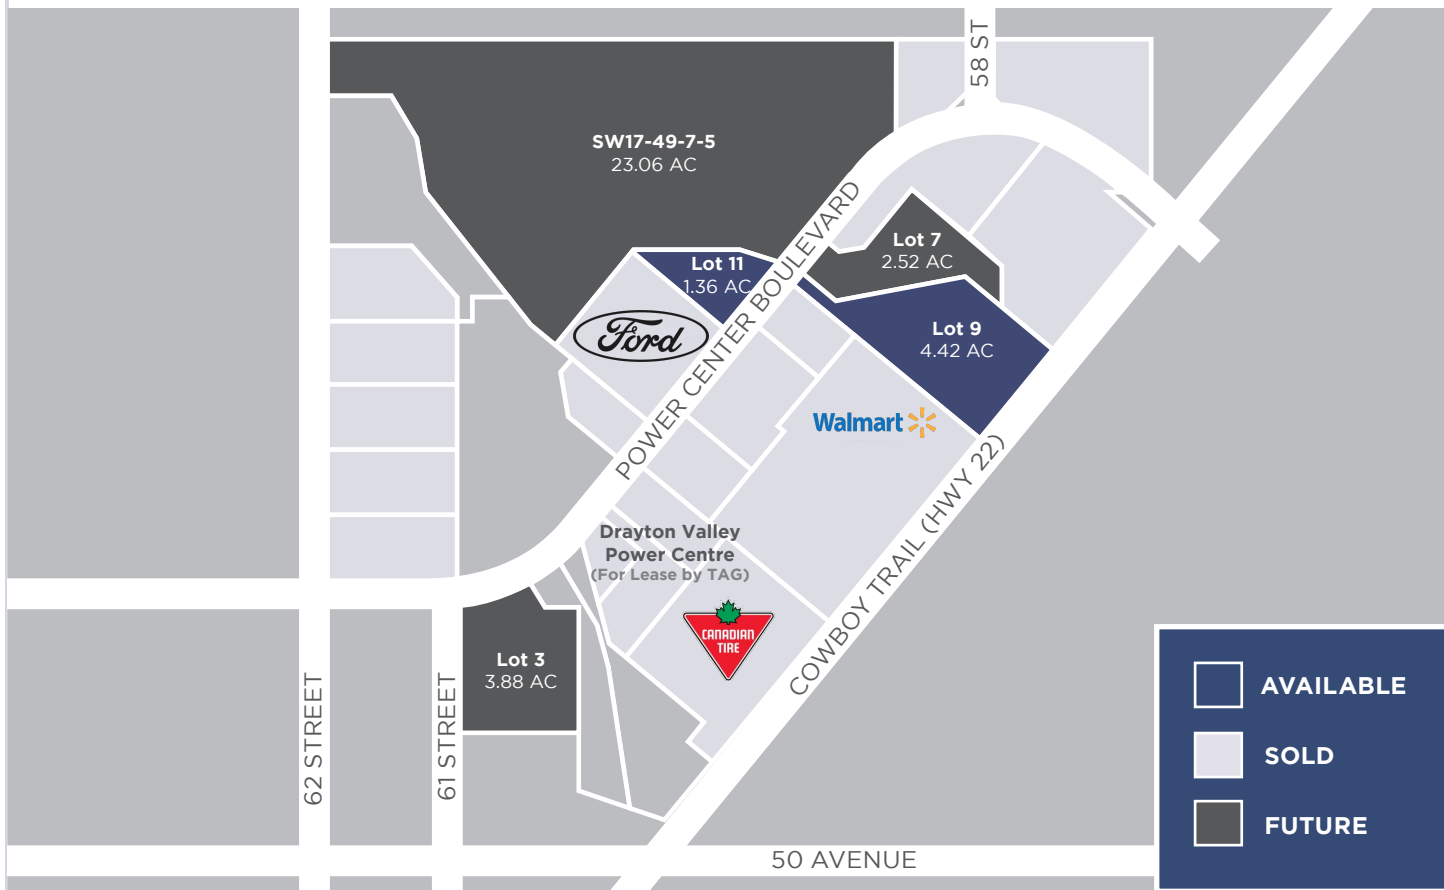 58 ST
SW17-49-7-5
23.06 AC
POWER CENTER BOULEVARD
Lot 7
2.52 AC
Lot 11
1.36 AC
Lot 9
4.42 AC
Ford
Walmart
COWBOY TRAIL (HWY 22)
Drayton Valley
Power Centre
(For Lease by TAG)
CANADIAN
TIRE
Lot 3
3.88 AC
62 STREET
61 STREET
50 AVENUE
AVAILABLE
SOLD
FUTURE